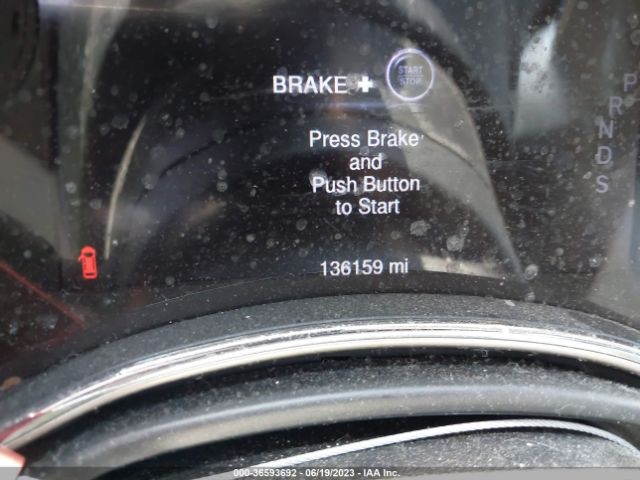 BRAKE +
START
STOP
Press Brake
and
Push Button
to Start
136159 mi
P
R
N
D
S
000-36593692 - 06/19/2023 - IAA Inc.